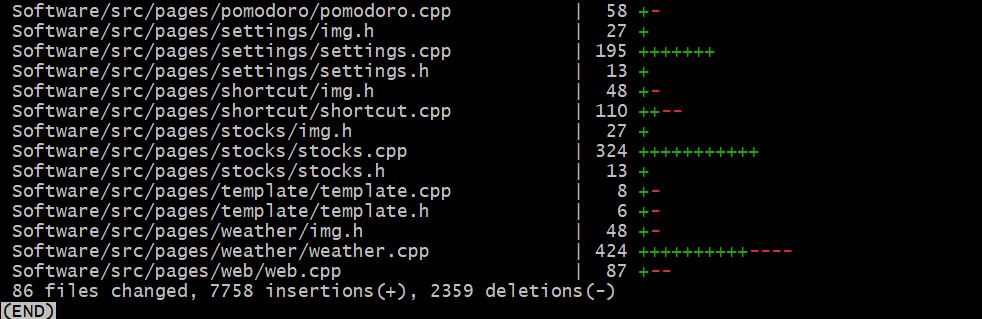 Software/src/pages/pomodoro/pomodoro.cpp | 58 +-
Software/src/pages/settings/img.h | 27 +
Software/src/pages/settings/settings.cpp | 195 +++++++
Software/src/pages/settings/settings.h | 13 +
Software/src/pages/shortcut/img.h | 48 +-
Software/src/pages/shortcut/shortcut.cpp | 110 ++--
Software/src/pages/stocks/img.h | 27 +
Software/src/pages/stocks/stocks.cpp | 324 +++++++++++
Software/src/pages/stocks/stocks.h | 13 +
Software/src/pages/template/template.cpp | 8 +-
Software/src/pages/template/template.h | 6 +-
Software/src/pages/weather/img.h | 48 +-
Software/src/pages/weather/weather.cpp | 424 ++++++++++----
Software/src/pages/web/web.cpp | 87 +--
86 files changed, 7758 insertions(+), 2359 deletions(-)
(END)